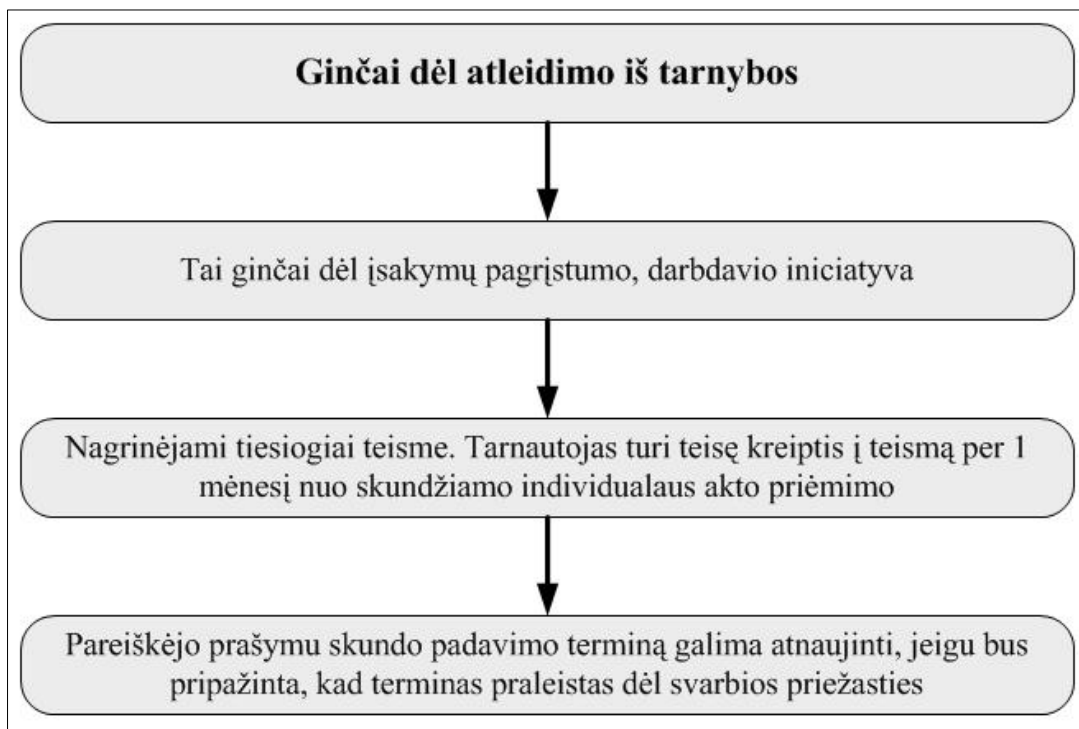 Ginčai dėl atleidimo iš tarnybos
Tai ginčai dėl įsakymų pagrįstumo, darbdavio iniciatyva
Nagrinėjami tiesiogiai teisme. Tarnautojas turi teisę kreiptis į teismą per 1
mėnesį nuo skundžiamo individualaus akto priėmimo
Pareiškėjo prašymu skundo padavimo terminą galima atnaujinti, jeigu bus
pripažinta, kad terminas praleistas dėl svarbios priežasties